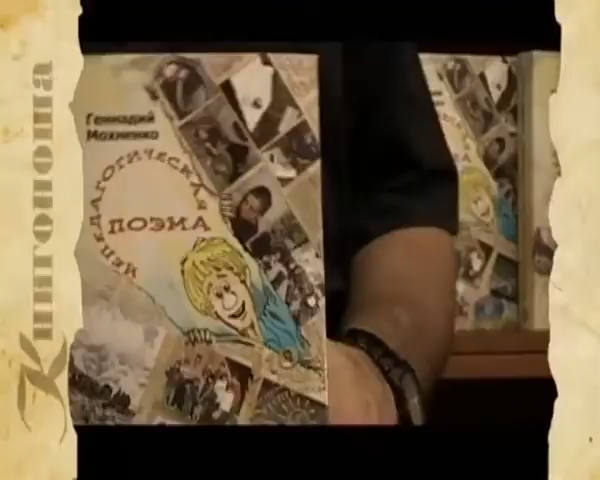 Книгоноша
Геннадий
Мохненко
НЕПЕДАГОГИЧЕСКАЯ
ПОЭМА